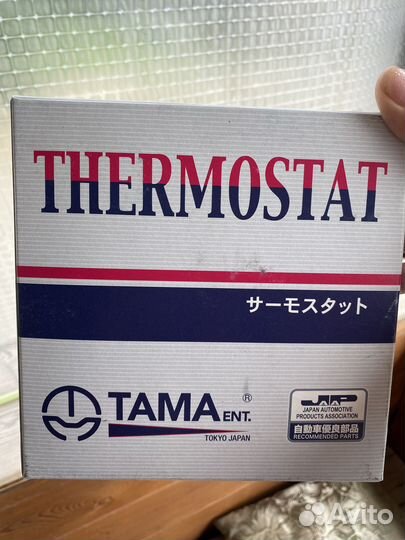 THERMOSTAT
サーモスタット
TAMA ENT. ®
TOKYO JAPAN
JAP
JAPAN AUTOMOTIVE
PRODUCTS ASSOCIATION
自動車優良部品
RECOMMENDED PARTS
Avito